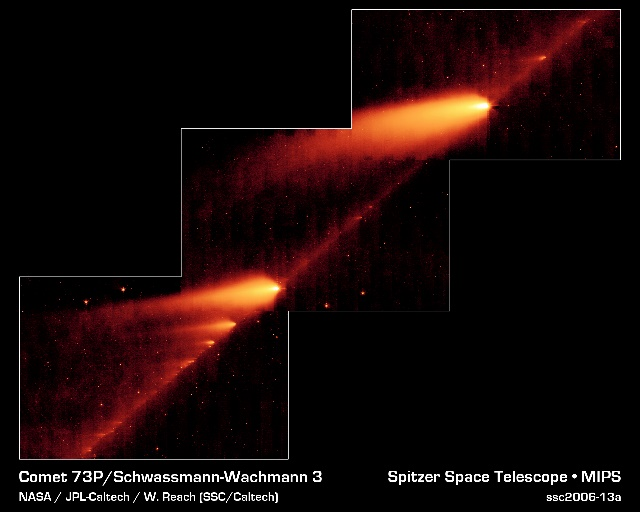 Comet 73P/Schwassmann-Wachmann 3
Spitzer Space Telescope • MIPS
NASA / JPL-Caltech / W. Reach (SSC/Caltech)
ssc2006-13a